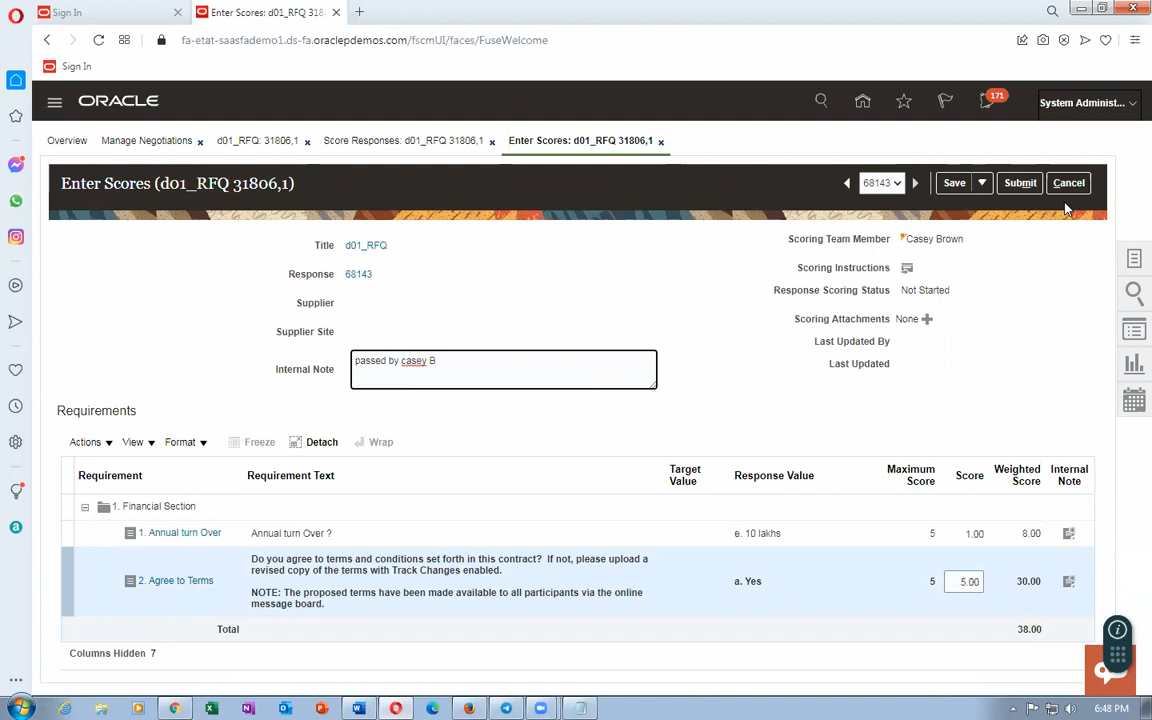 Sign In
Enter Scores: d01_RFQ 318
fa-etat-saasfademo1.ds-fa.oraclepdemos.com/fscmUI/faces/FuseWelcome
Sign In
ORACLE
171
System Administ...
Overview
Manage Negotiations
d01_RFQ: 31806,1
Score Responses: d01_RFQ 31806,1
Enter Scores: d01_RFQ 31806,1
Enter Scores (d01_RFQ 31806,1)
68143
Save
Submit
Cancel
Title d01_RFQ
Response 68143
Supplier
Supplier Site
Internal Note passed by casey B
Scoring Team Member Casey Brown
Scoring Instructions
Response Scoring Status Not Started
Scoring Attachments None
Last Updated By
Last Updated
Requirements
Actions View Format Freeze Detach Wrap
Requirement Requirement Text Target Value Response Value Maximum Score Score Weighted Score Internal Note
1. Financial Section
1. Annual turn Over Annual turn Over ? e. 10 lakhs 5 1.00 8.00
2. Agree to Terms
Do you agree to terms and conditions set forth in this contract? If not, please upload a
revised copy of the terms with Track Changes enabled.
NOTE: The proposed terms have been made available to all participants via the online
message board.
a. Yes 5 5.00 30.00
Total 38.00
Columns Hidden 7
6:48 PM